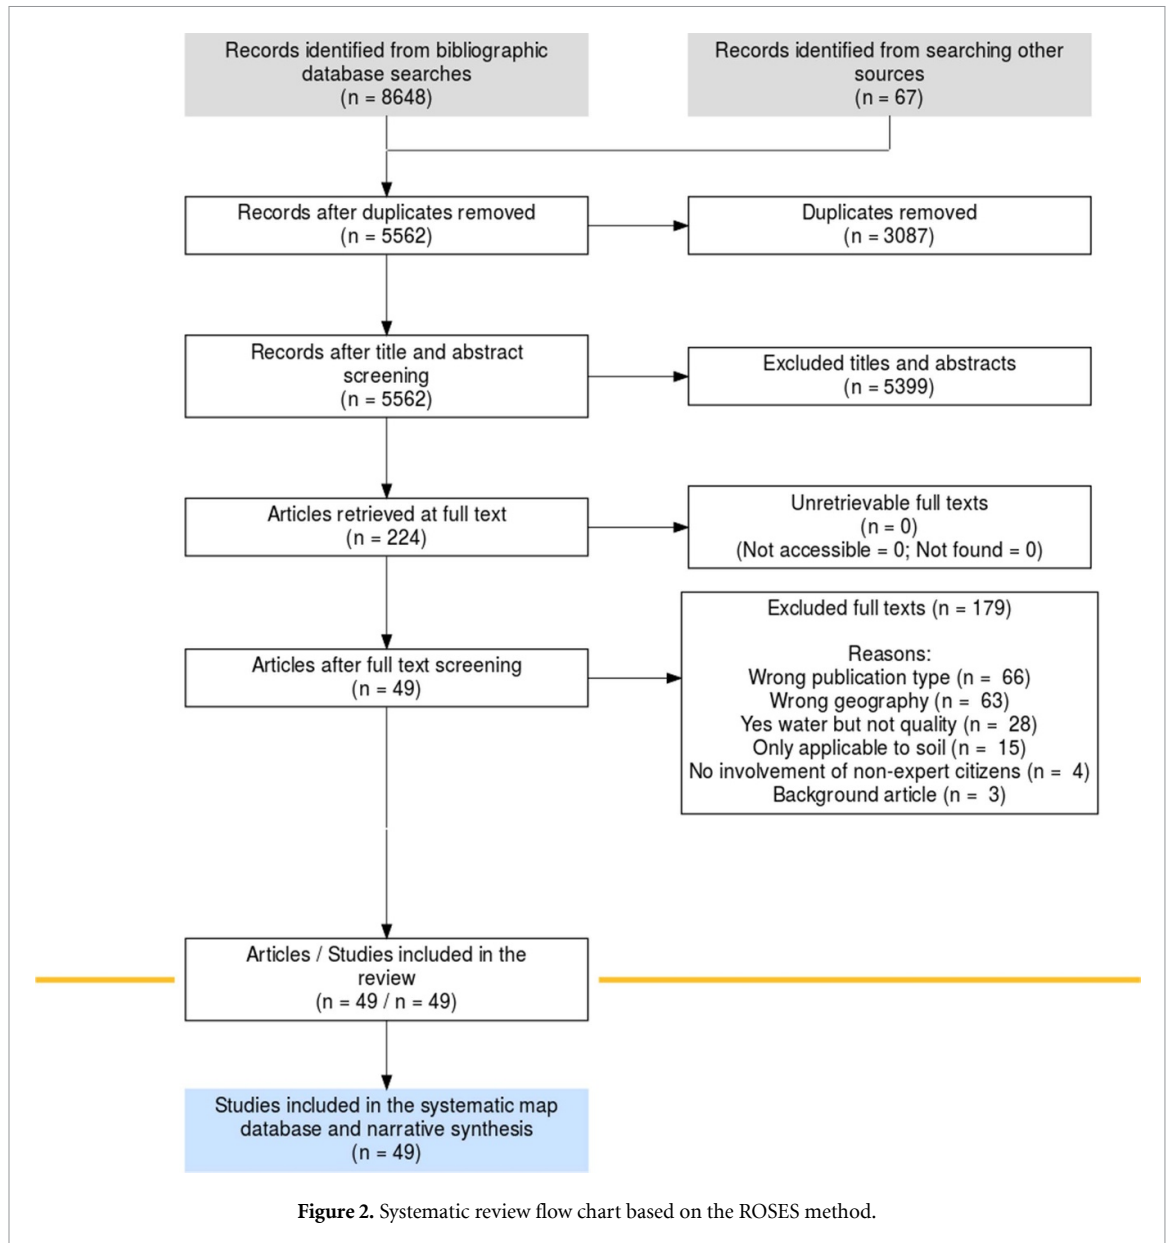 Records identified from bibliographic
database searches
(n = 8648)
Records identified from searching other
sources
(n = 67)
Records after duplicates removed
(n = 5562)
Duplicates removed
(n = 3087)
Records after title and abstract
screening
(n = 5562)
Excluded titles and abstracts
(n = 5399)
Articles retrieved at full text
(n = 224)
Unretrievable full texts
(n = 0)
(Not accessible = 0; Not found = 0)
Articles after full text screening
(n = 49)
Excluded full texts (n = 179)
Reasons:
Wrong publication type (n = 66)
Wrong geography (n = 63)
Yes water but not quality (n = 28)
Only applicable to soil (n = 15)
No involvement of non-expert citizens (n = 4)
Background article (n = 3)
Articles / Studies included in the
review
(n = 49 / n = 49)
Studies included in the systematic map
database and narrative synthesis
(n = 49)
Figure 2. Systematic review flow chart based on the ROSES method.